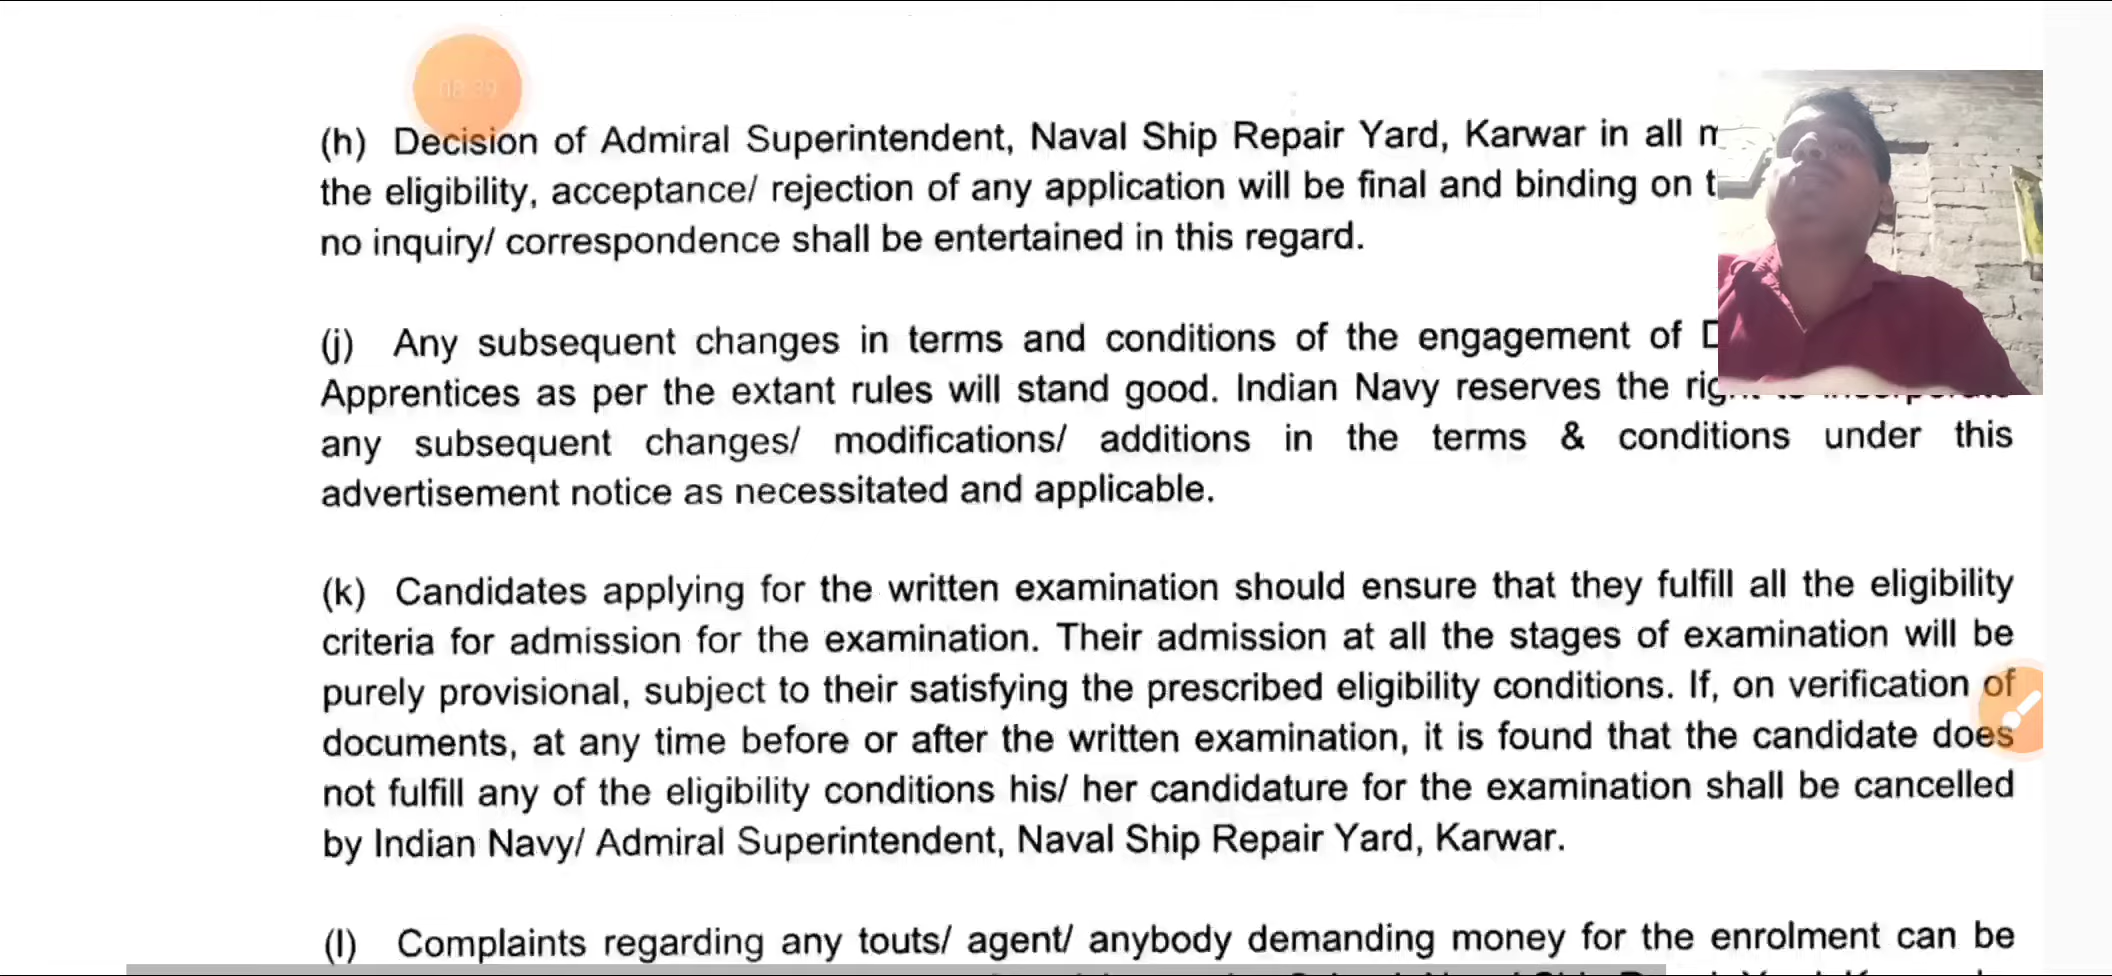 08:39
(h) Decision of Admiral Superintendent, Naval Ship Repair Yard, Karwar in all
the eligibility, acceptance/ rejection of any application will be final and binding on
no inquiry/ correspondence shall be entertained in this regard.
(j) Any subsequent changes in terms and conditions of the engagement of
Apprentices as per the extant rules will stand good. Indian Navy reserves the
any subsequent changes/ modifications/ additions in the terms & conditions under this
advertisement notice as necessitated and applicable.
(k) Candidates applying for the written examination should ensure that they fulfill all the eligibility
criteria for admission for the examination. Their admission at all the stages of examination will be
purely provisional, subject to their satisfying the prescribed eligibility conditions. If, on verification of
documents, at any time before or after the written examination, it is found that the candidate does
not fulfill any of the eligibility conditions his/ her candidature for the examination shall be cancelled
by Indian Navy/ Admiral Superintendent, Naval Ship Repair Yard, Karwar.
(l) Complaints regarding any touts/ agent/ anybody demanding money for the enrolment can be